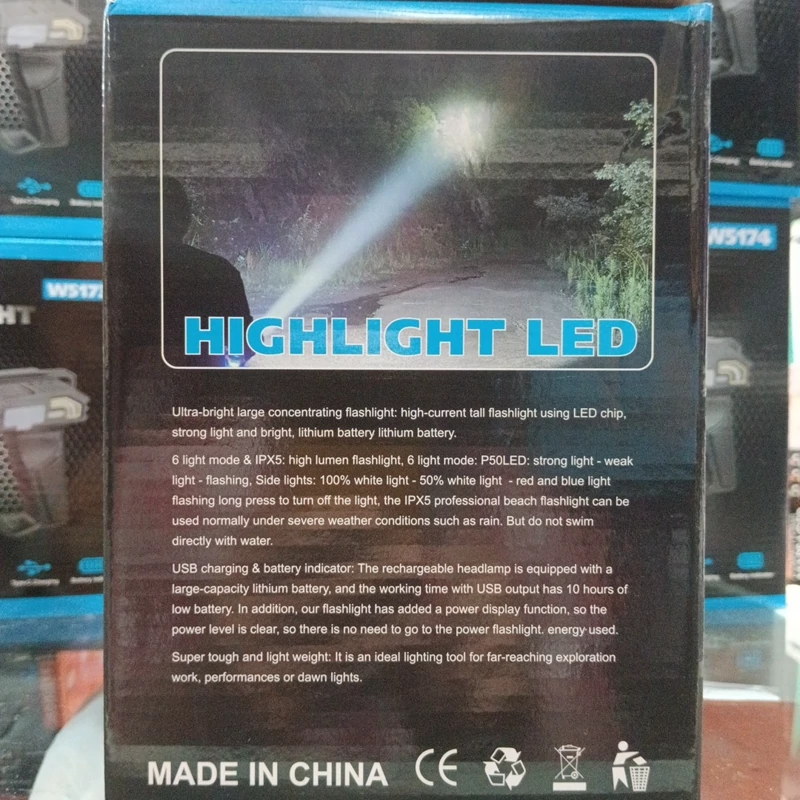 HIGHLIGHT LED
Ultra-bright large concentrating flashlight: high-current tall flashlight using LED chip,
strong light and bright, lithium battery lithium battery.
6 light mode & IPX5: high lumen flashlight, 6 light mode: P50LED: strong light - weak
light - flashing, Side lights: 100% white light - 50% white light - red and blue light
flashing long press to turn off the light, the IPX5 professional beach flashlight can be
used normally under severe weather conditions such as rain. But do not swim
directly with water.
USB charging & battery indicator: The rechargeable headlamp is equipped with a
large-capacity lithium battery, and the working time with USB output has 10 hours of
low battery. In addition, our flashlight has added a power display function, so the
power level is clear, so there is no need to go to the power flashlight. energy used.
Super tough and light weight: It is an ideal lighting tool for far-reaching exploration
work, performances or dawn lights.
MADE IN CHINA CE
W5174